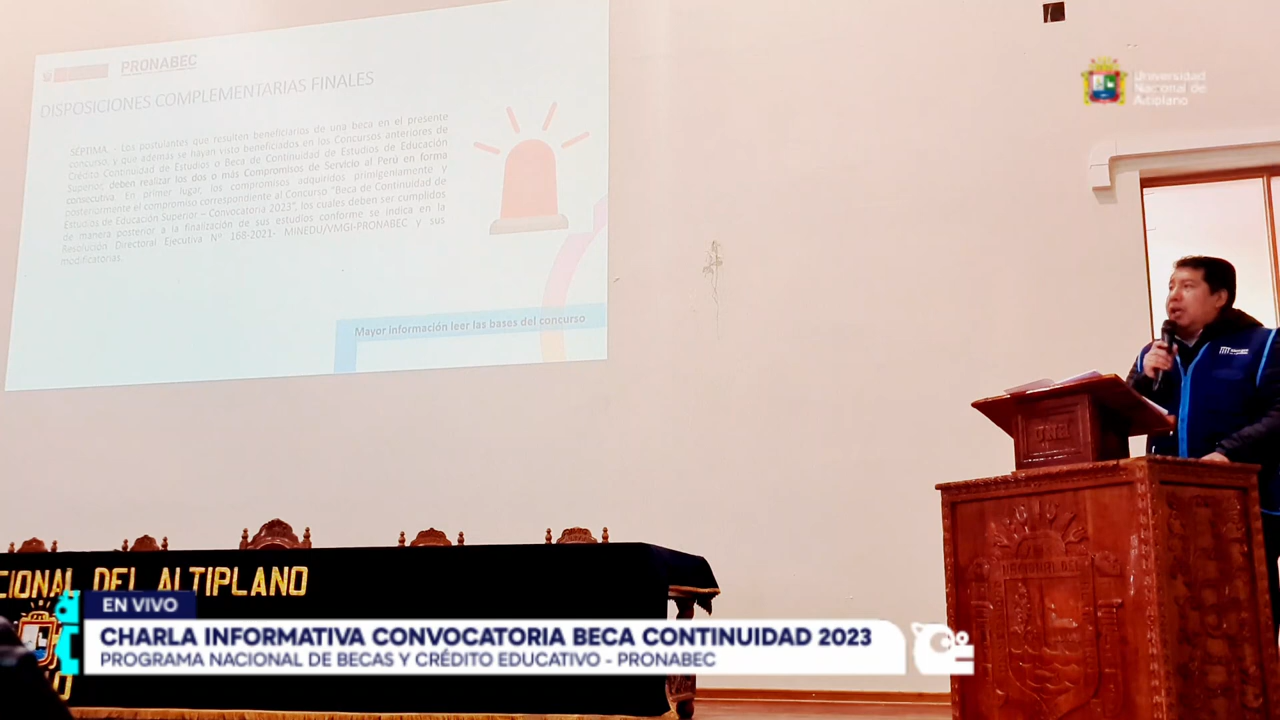 PRONABEC
DISPOSICIONES COMPLEMENTARIAS FINALES
SÉPTIMA. - Los postulantes que resulten beneficiarios de una beca en el presente
concurso, y que además se hayan visto beneficiados en los Concursos anteriores de
Crédito Continuidad de Estudios o Beca de Continuidad de Estudios de Educación
Superior, deben realizar los dos o más Compromisos de Servicio al Perú en forma
consecutiva. En primer lugar, los compromisos adquiridos primigeniamente y
posteriormente el compromiso correspondiente al Concurso "Beca de Continuidad de
Estudios de Educación Superior – Convocatoria 2023", los cuales deben ser cumplidos
de manera posterior a la finalización de sus estudios conforme se indica en la
Resolución Directoral Ejecutiva Nº 168-2021- MINEDU/VMGI-PRONABEC y sus
modificatorias.
Mayor información leer las bases del concurso
Universidad
Nacional del
Altiplano
UNA
NACIONAL DEL
CIONAL DEL ALTIPLANO
EN VIVO
CHARLA INFORMATIVA CONVOCATORIA BECA CONTINUIDAD 2023
PROGRAMA NACIONAL DE BECAS Y CRÉDITO EDUCATIVO - PRONABEC